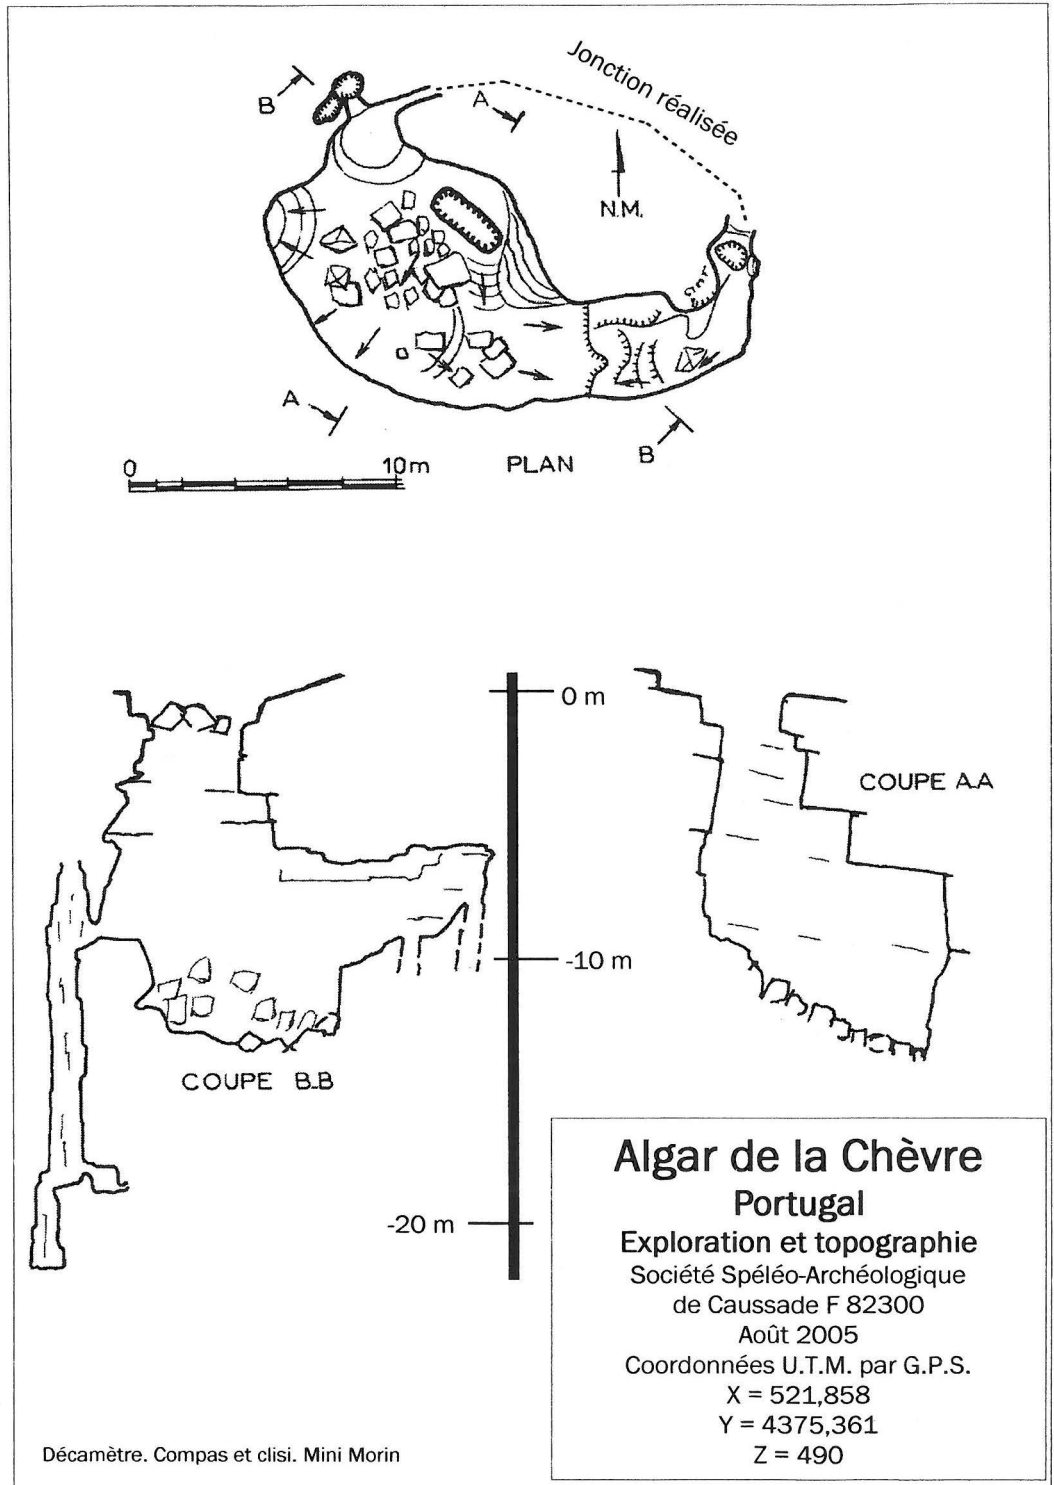 Jonction réalisée
B
A
N.M.
A
B
0 10m
PLAN
0 m
COUPE A.A
-10 m
COUPE B.B
-20 m
Algar de la Chèvre
Portugal
Exploration et topographie
Société Spéléo-Archéologique
de Caussade F 82300
Août 2005
Coordonnées U.T.M. par G.P.S.
X = 521,858
Y = 4375,361
Z = 490
Décamètre. Compas et clisi. Mini Morin